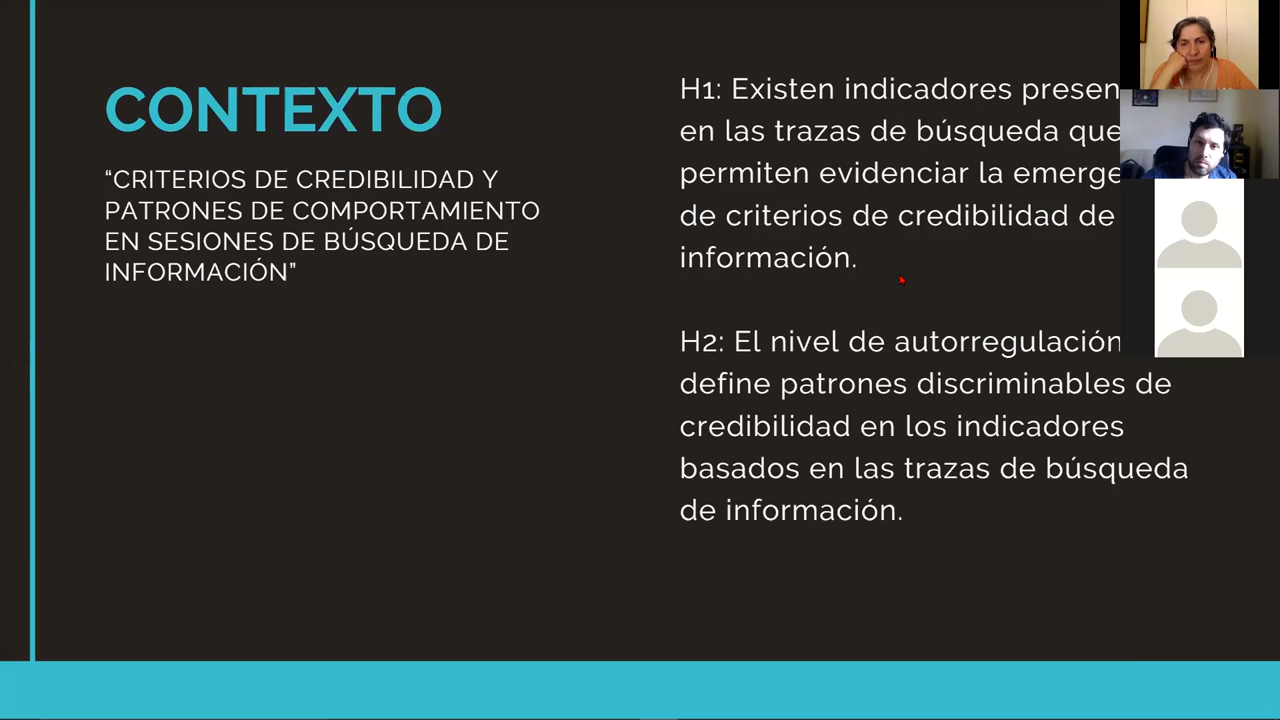 CONTEXTO
“CRITERIOS DE CREDIBILIDAD Y
PATRONES DE COMPORTAMIENTO
EN SESIONES DE BÚSQUEDA DE
INFORMACIÓN”
H1: Existen indicadores
en las trazas de búsqueda que
permiten evidenciar la
de criterios de credibilidad de
información.
H2: El nivel de autorregulación
define patrones discriminables de
credibilidad en los indicadores
basados en las trazas de búsqueda
de información.